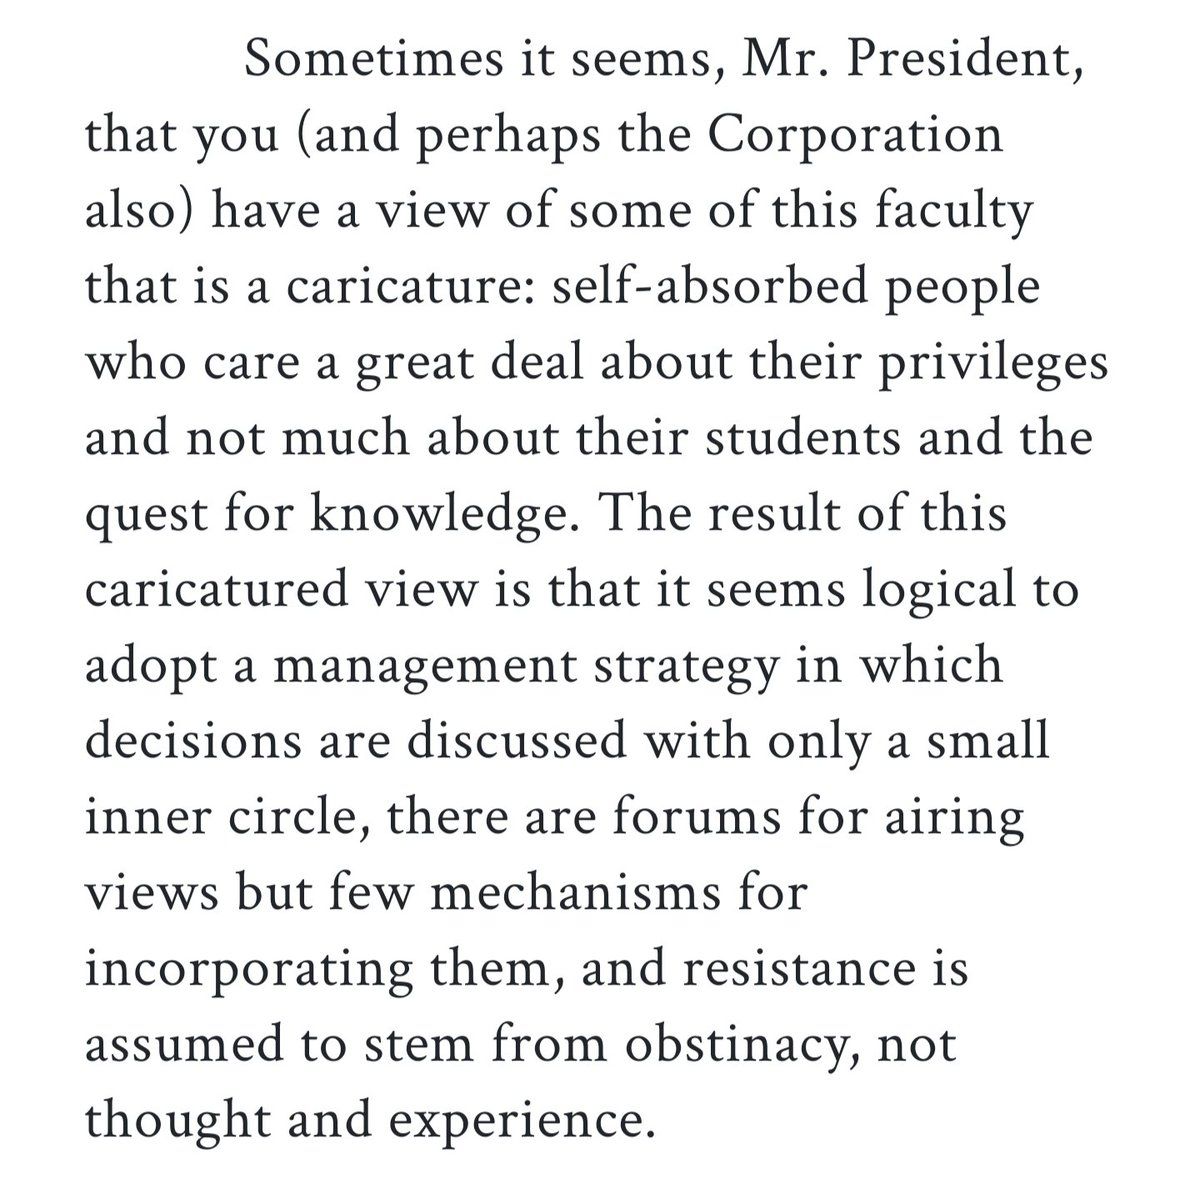 Sometimes it seems, Mr. President,
that you (and perhaps the Corporation
also) have a view of some of this faculty
that is a caricature: self-absorbed people
who care a great deal about their privileges
and not much about their students and the
quest for knowledge. The result of this
caricatured view is that it seems logical to
adopt a management strategy in which
decisions are discussed with only a small
inner circle, there are forums for airing
views but few mechanisms for
incorporating them, and resistance is
assumed to stem from obstinacy, not
thought and experience.